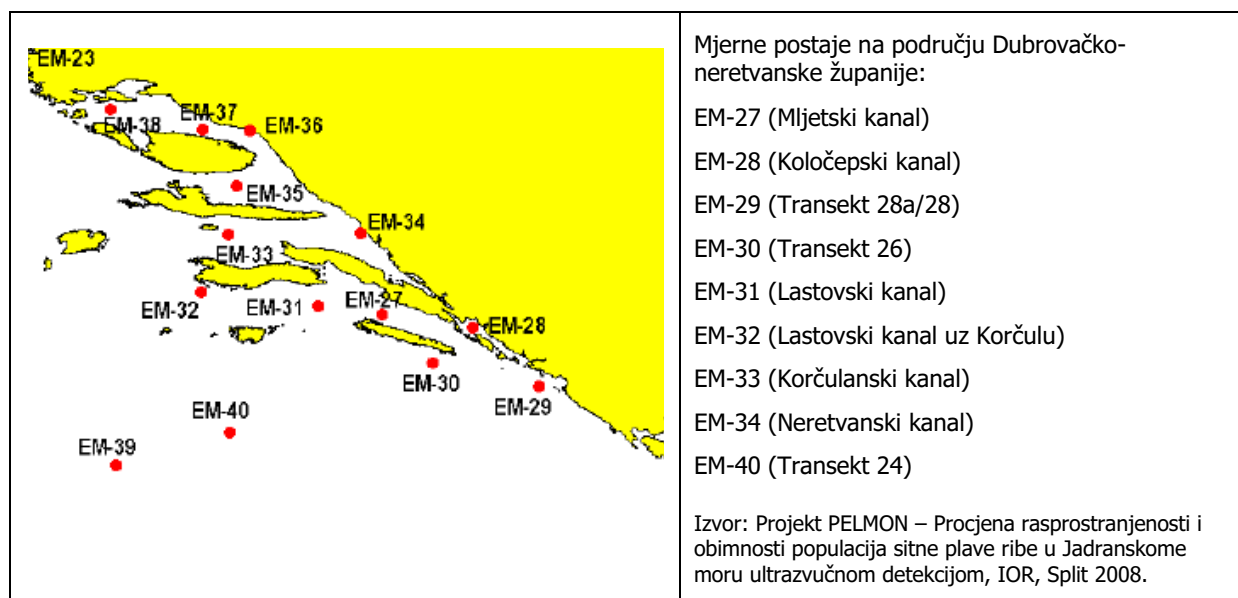 EM-23
EM-37
EM-36
EM-38
EM-35
EM-34
EM-33
EM-32
EM-31
EM-27
EM-28
EM-30
EM-29
EM-40
EM-39
Mjerne postaje na području Dubrovačko-
neretvanske županije:
EM-27 (Mljetski kanal)
EM-28 (Koločepski kanal)
EM-29 (Transekt 28a/28)
EM-30 (Transekt 26)
EM-31 (Lastovski kanal)
EM-32 (Lastovski kanal uz Korčulu)
EM-33 (Korčulanski kanal)
EM-34 (Neretvanski kanal)
EM-40 (Transekt 24)
Izvor: Projekt PELMON – Procjena rasprostranjenosti i
obimnosti populacija sitne plave ribe u Jadranskome
moru ultrazvučnom detekcijom, IOR, Split 2008.